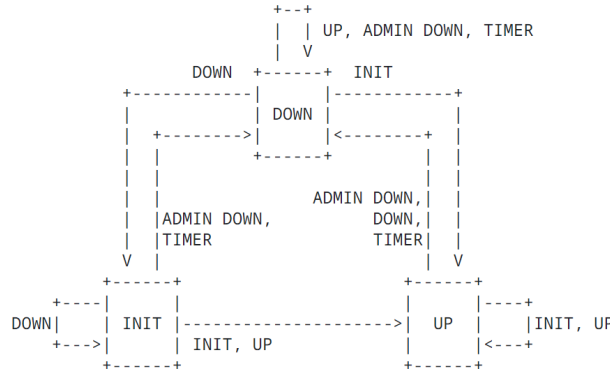 UP, ADMIN DOWN, TIMER
DOWN INIT
DOWN
ADMIN DOWN,
ADMIN DOWN, DOWN,
TIMER TIMER
DOWN INIT UP INIT, UP
INIT, UP